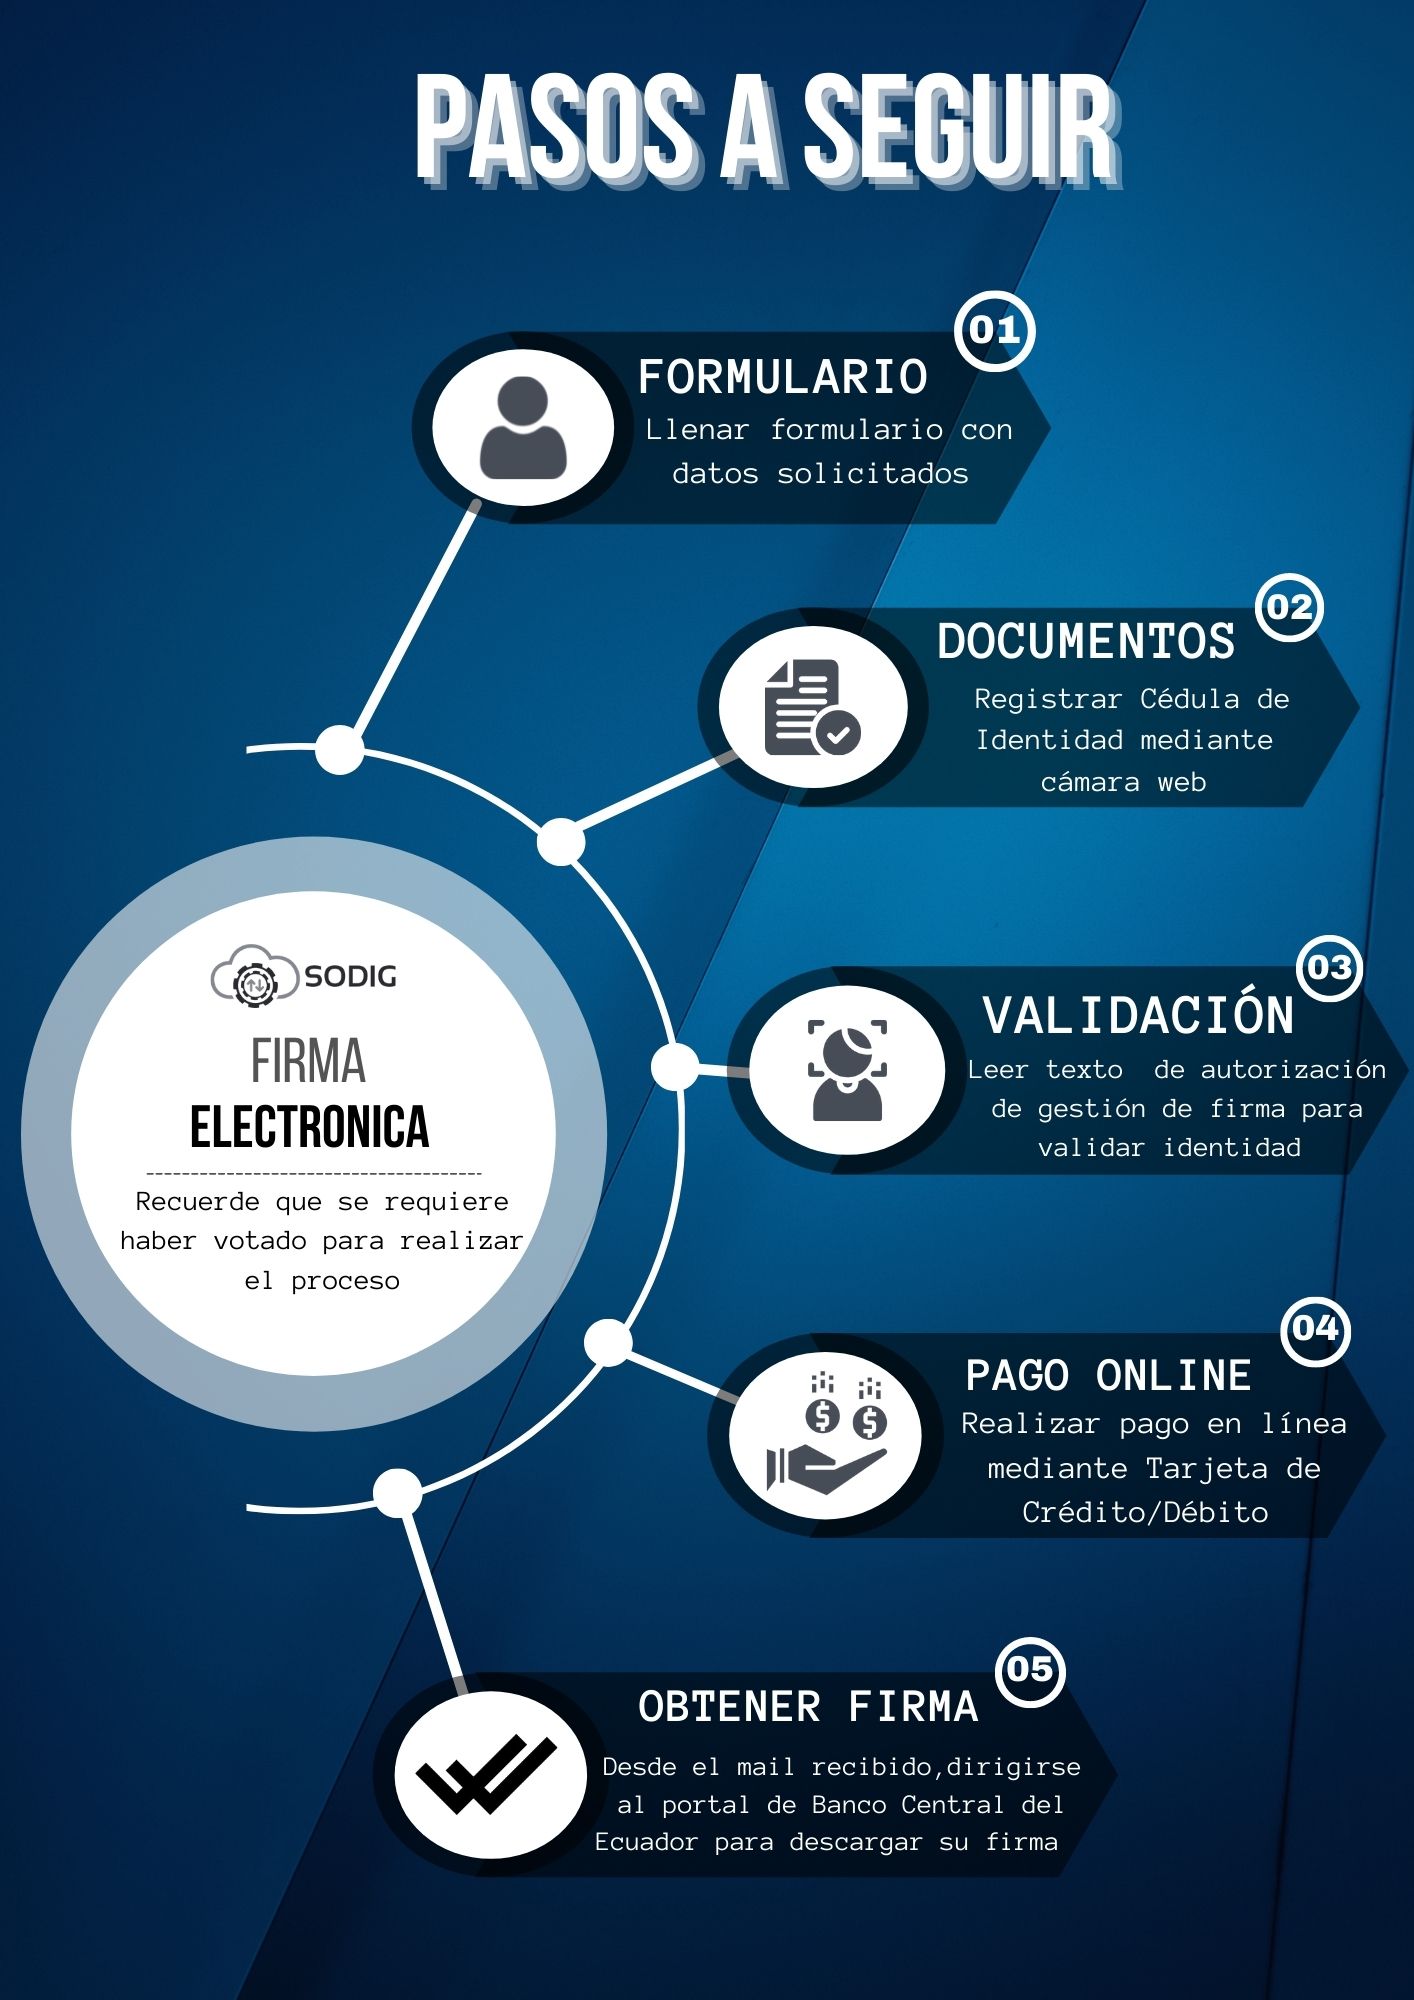 PASOS A SEGUIR
01
FORMULARIO
Llenar formulario con
datos solicitados
02
DOCUMENTOS
Registrar Cédula de
Identidad mediante
cámara web
03
VALIDACIÓN
Leer texto  de autorización
de gestión de firma para
validar identidad
SODIG
FIRMA
ELECTRONICA
Recuerde que se requiere
haber votado para realizar
el proceso
04
PAGO ONLINE
Realizar pago en línea
mediante Tarjeta de
Crédito/Débito
05
OBTENER FIRMA
Desde el mail recibido,dirigirse
al portal de Banco Central del
Ecuador para descargar su firma